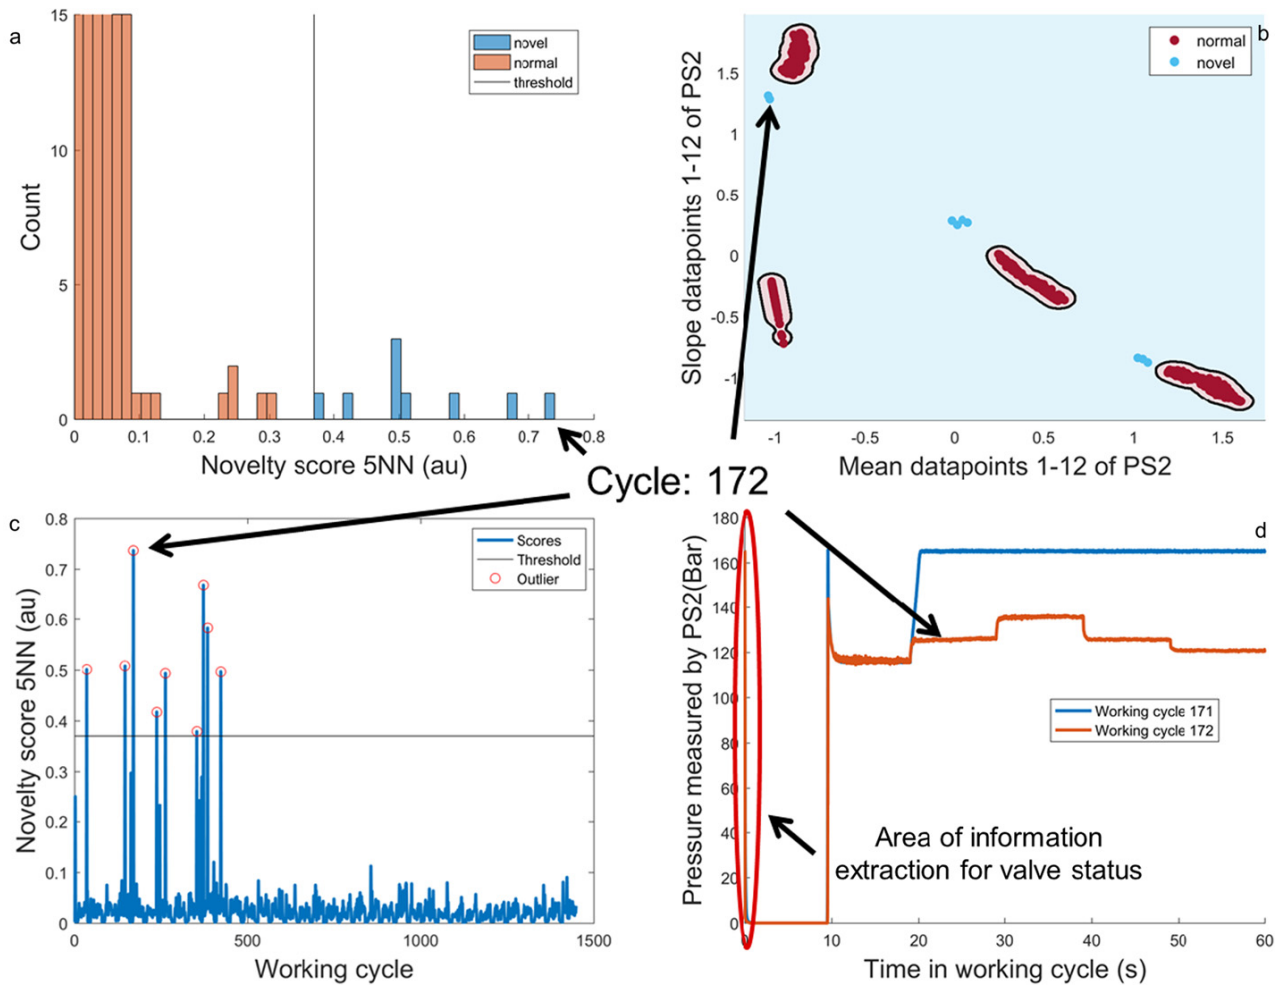 a
15
10
5
0
Count
0 0.1 0.2 0.3 0.4 0.5 0.6 0.7 0.8
Novelty score 5NN (au)
novel
normal
threshold
b
1.5
1
0.5
0
-0.5
-1
Slope datapoints 1-12 of PS2
-1 -0.5 0 0.5 1 1.5
Mean datapoints 1-12 of PS2
normal
novel
Cycle: 172
c
0.8
0.7
0.6
0.5
0.4
0.3
0.2
0.1
0
Novelty score 5NN (au)
0 500 1000 1500
Working cycle
Scores
Threshold
Outlier
d
180
160
140
120
100
80
60
40
20
0
Pressure measured by PS2(Bar)
0 10 20 30 40 50 60
Time in working cycle (s)
Working cycle 171
Working cycle 172
Area of information
extraction for valve status